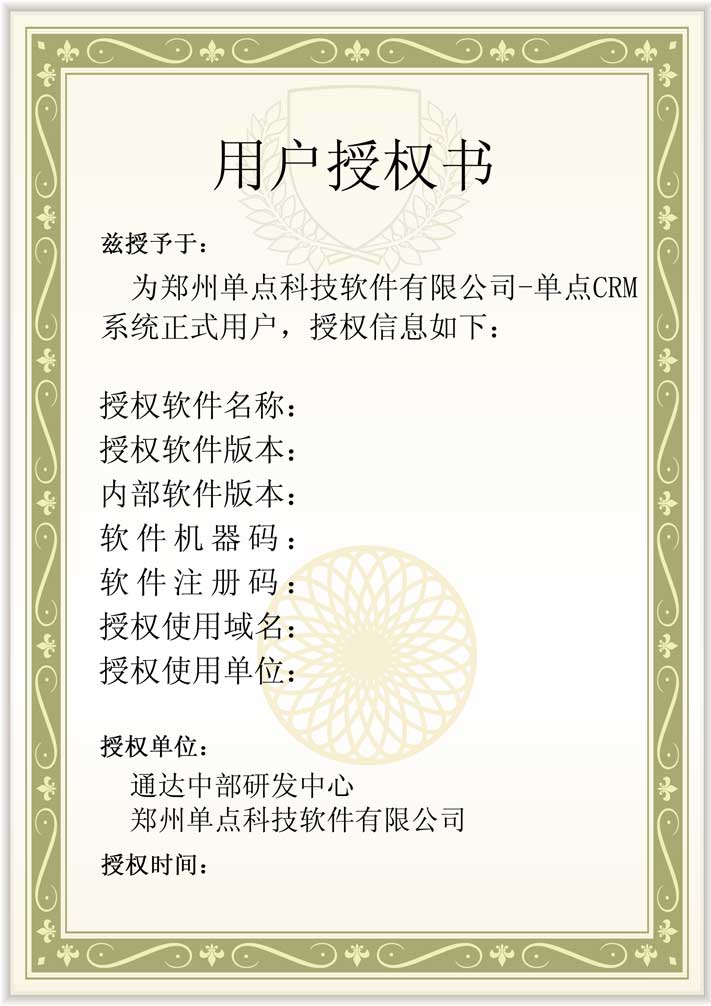 用户授权书
兹授予于：
为郑州单点科技软件有限公司-单点CRM
系统正式用户，授权信息如下：
授权软件名称：
授权软件版本：
内部软件版本：
软件机器码：
软件注册码：
授权使用域名：
授权使用单位：
授权单位：
通达中部研发中心
郑州单点科技软件有限公司
授权时间：